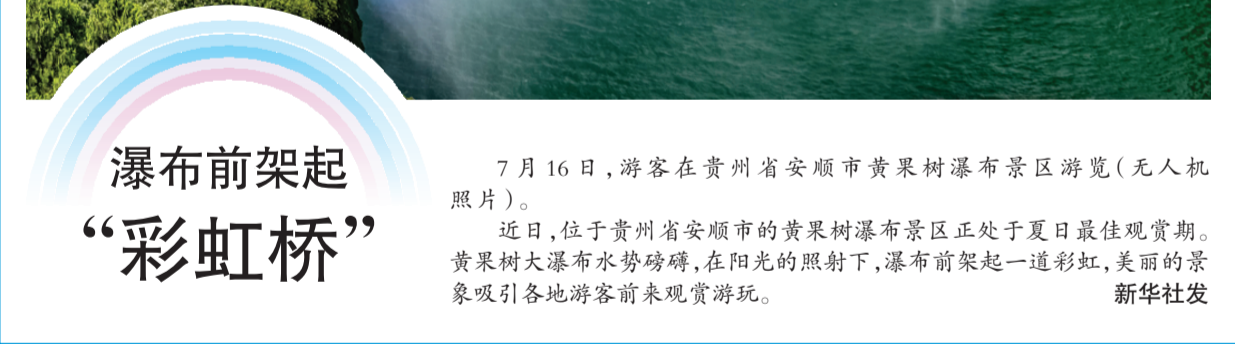 瀑布前架起
“彩虹桥”
7月16日,游客在贵州省安顺市黄果树瀑布景区游览(无人机
照片)。
近日,位于贵州省安顺市的黄果树瀑布景区正处于夏日最佳观赏期。
黄果树大瀑布水势磅礴,在阳光的照射下,瀑布前架起一道彩虹,美丽的景
象吸引各地游客前来观赏游玩。 新华社发